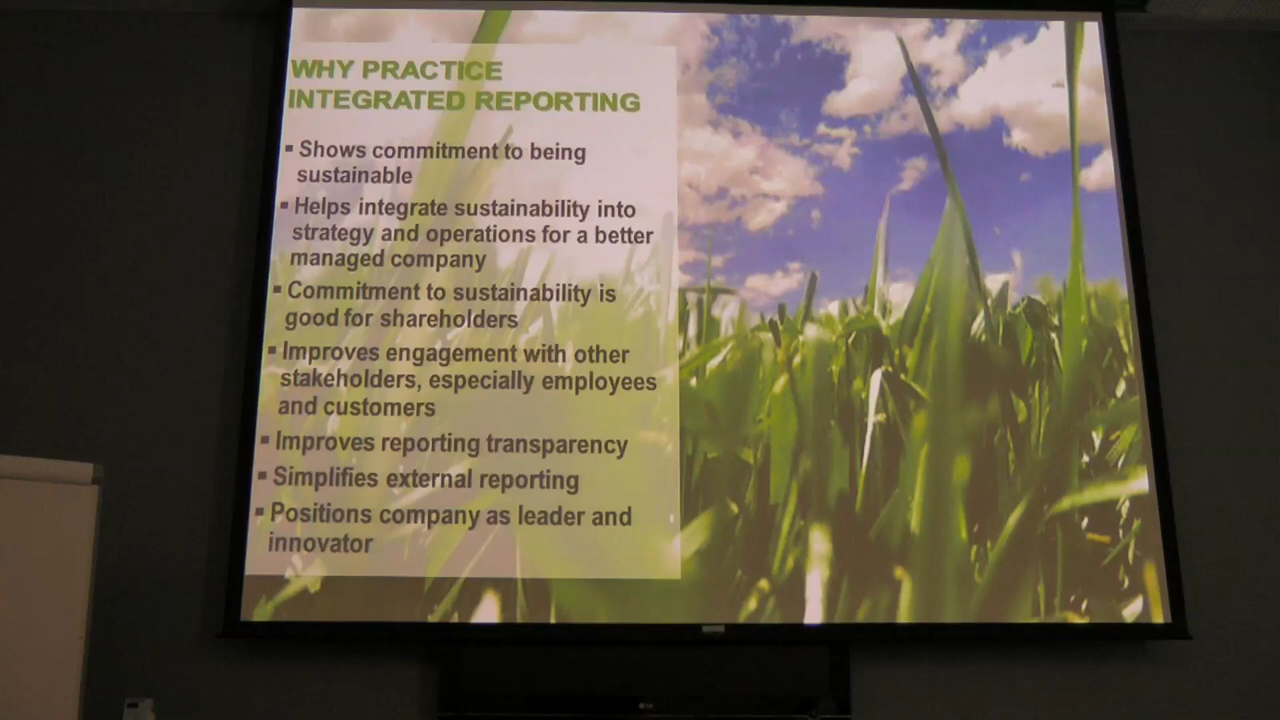 WHY PRACTICE
INTEGRATED REPORTING
▪ Shows commitment to being
sustainable
▪ Helps integrate sustainability into
strategy and operations for a better
managed company
▪ Commitment to sustainability is
good for shareholders
▪ Improves engagement with other
stakeholders, especially employees
and customers
▪ Improves reporting transparency
▪ Simplifies external reporting
▪ Positions company as leader and
innovator
LG